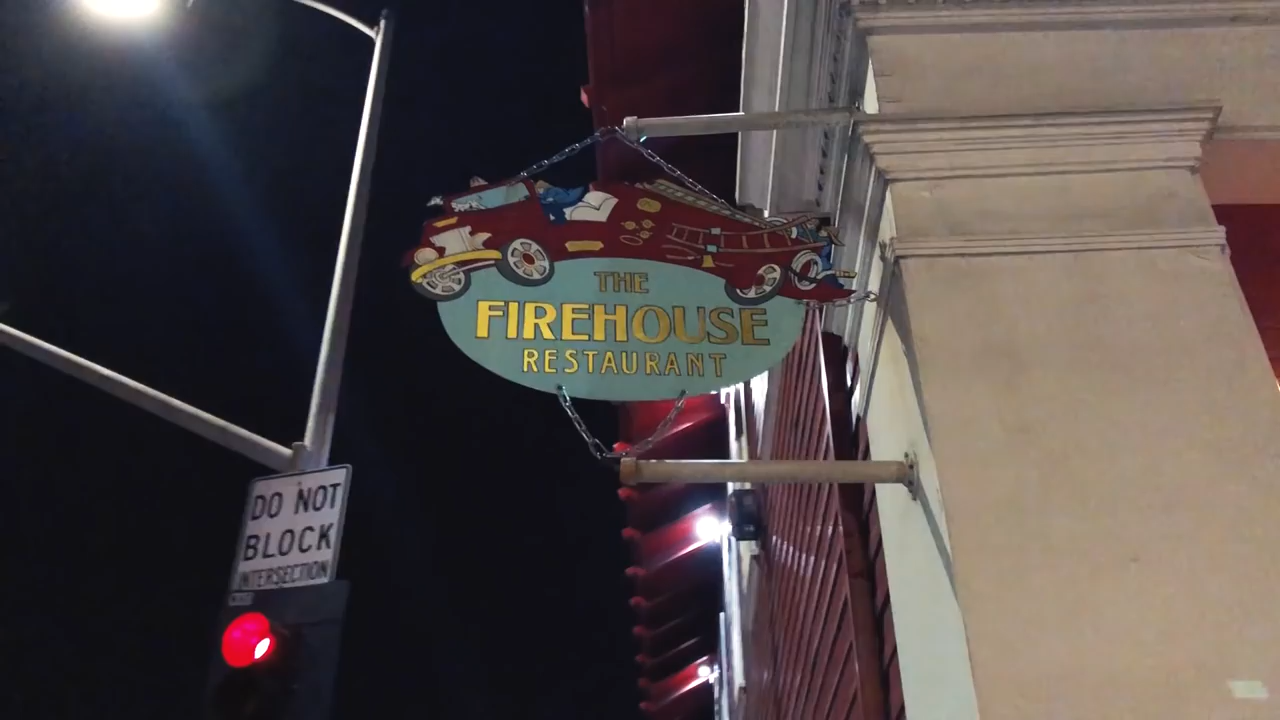 THE
FIREHOUSE
RESTAURANT
DO NOT
BLOCK
INTERSECTION